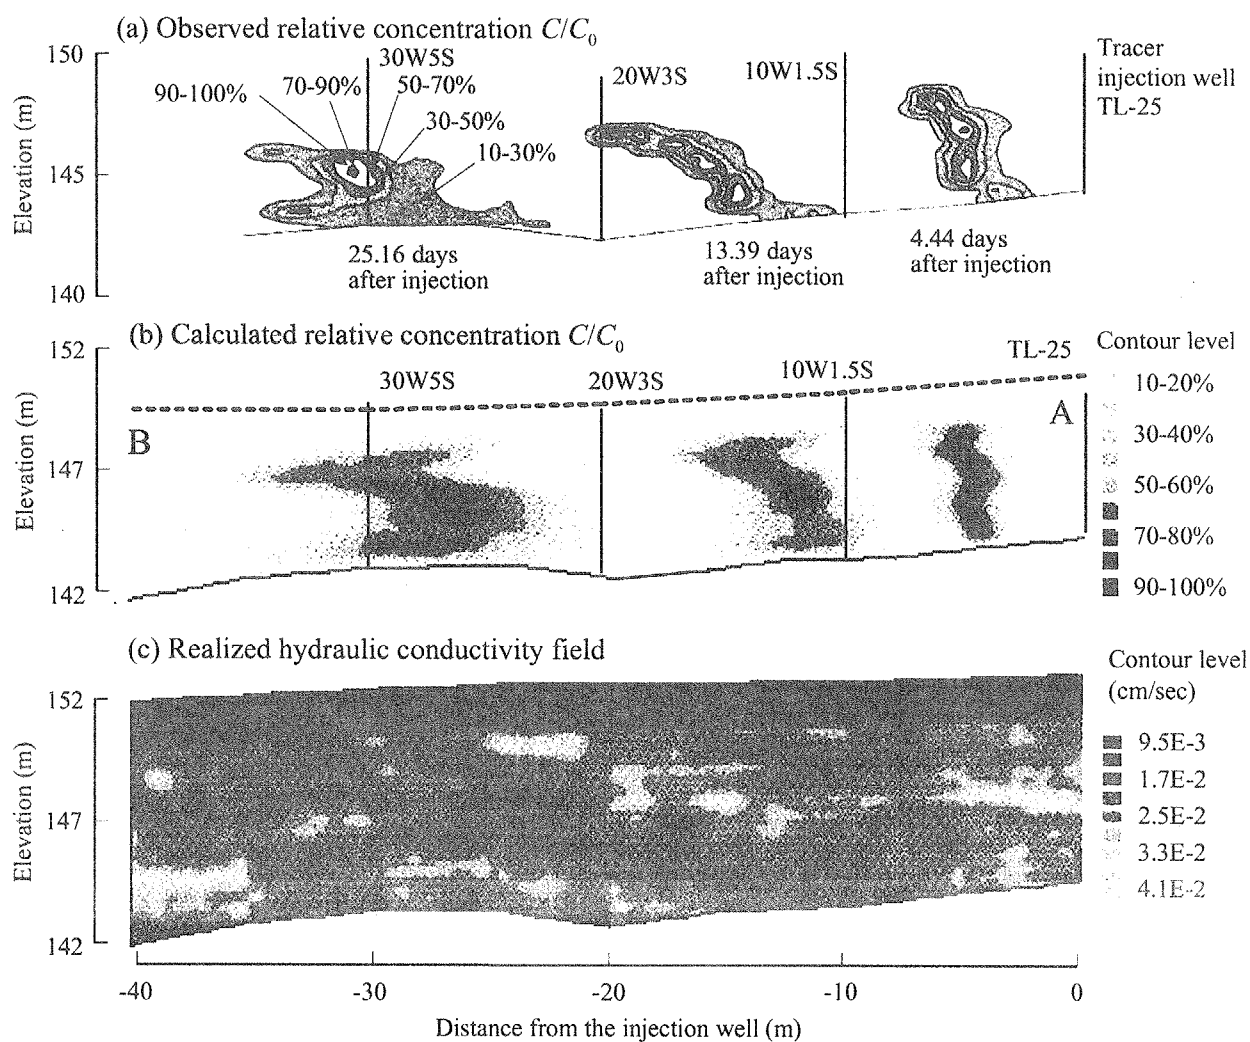 (a) Observed relative concentration C/C0
150
145
140
Elevation (m)
30W5S
20W3S
10W1.5S
Tracer
injection well
TL-25
90-100%
70-90%
50-70%
30-50%
10-30%
25.16 days
after injection
13.39 days
after injection
4.44 days
after injection
(b) Calculated relative concentration C/C0
152
147
142
Elevation (m)
30W5S
20W3S
10W1.5S
TL-25
B
A
Contour level
10-20%
30-40%
50-60%
70-80%
90-100%
(c) Realized hydraulic conductivity field
152
147
142
Elevation (m)
Contour level
(cm/sec)
9.5E-3
1.7E-2
2.5E-2
3.3E-2
4.1E-2
-40
-30
-20
-10
0
Distance from the injection well (m)